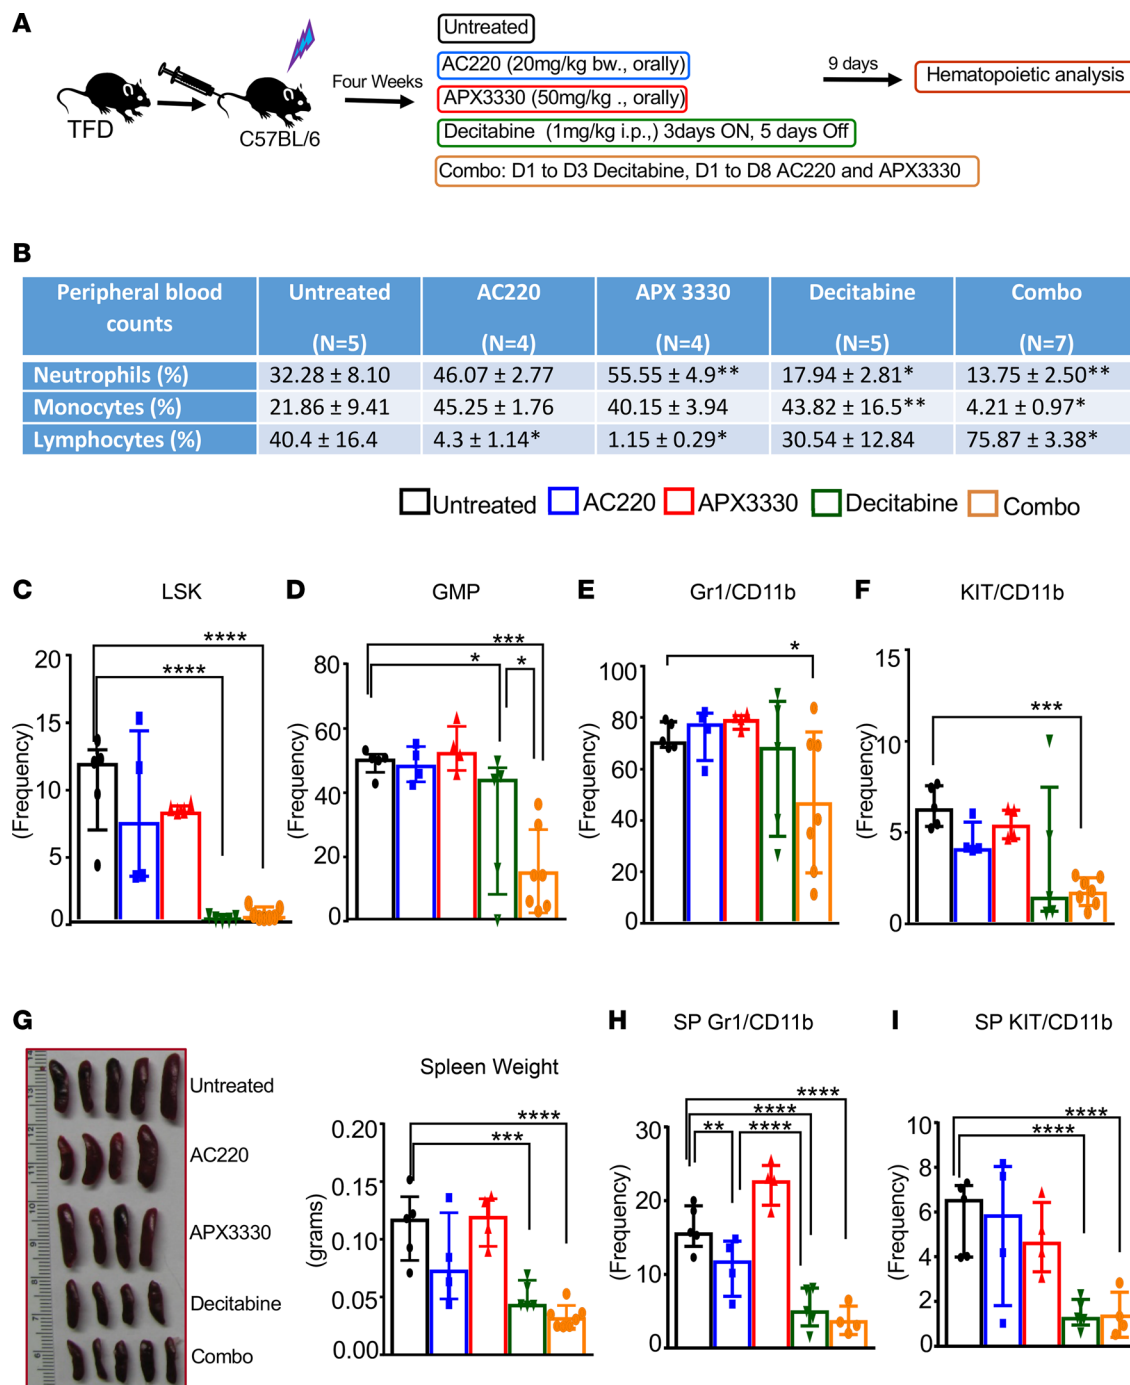 A
TFD
C57BL/6
Four Weeks
Untreated
AC220 (20mg/kg bw., orally)
APX3330 (50mg/kg ., orally)
Decitabine (1mg/kg i.p.,) 3days ON, 5 days Off
Combo: D1 to D3 Decitabine, D1 to D8 AC220 and APX3330
9 days
Hematopoietic analysis
B
Peripheral blood counts Untreated (N=5) AC220 (N=4) APX 3330 (N=4) Decitabine (N=5) Combo (N=7)
Neutrophils (%) 32.28 ± 8.10 46.07 ± 2.77 55.55 ± 4.9** 17.94 ± 2.81* 13.75 ± 2.50**
Monocytes (%) 21.86 ± 9.41 45.25 ± 1.76 40.15 ± 3.94 43.82 ± 16.5** 4.21 ± 0.97*
Lymphocytes (%) 40.4 ± 16.4 4.3 ± 1.14* 1.15 ± 0.29* 30.54 ± 12.84 75.87 ± 3.38*
Untreated AC220 APX3330 Decitabine Combo
C LSK
(Frequency)
20
15
10
5
0
****
****
D GMP
(Frequency)
80
60
40
20
0
***
*
*
E Gr1/CD11b
(Frequency)
100
80
60
40
20
0
*
F KIT/CD11b
(Frequency)
15
10
5
0
***
G
14
13
12
11
10
9
8
7
6
Untreated
AC220
APX3330
Decitabine
Combo
Spleen Weight
(grams)
0.20
0.15
0.10
0.05
0.00
****
***
H SP Gr1/CD11b
(Frequency)
30
20
10
0
****
****
** ****
I SP KIT/CD11b
(Frequency)
10
8
6
4
2
0
****
****